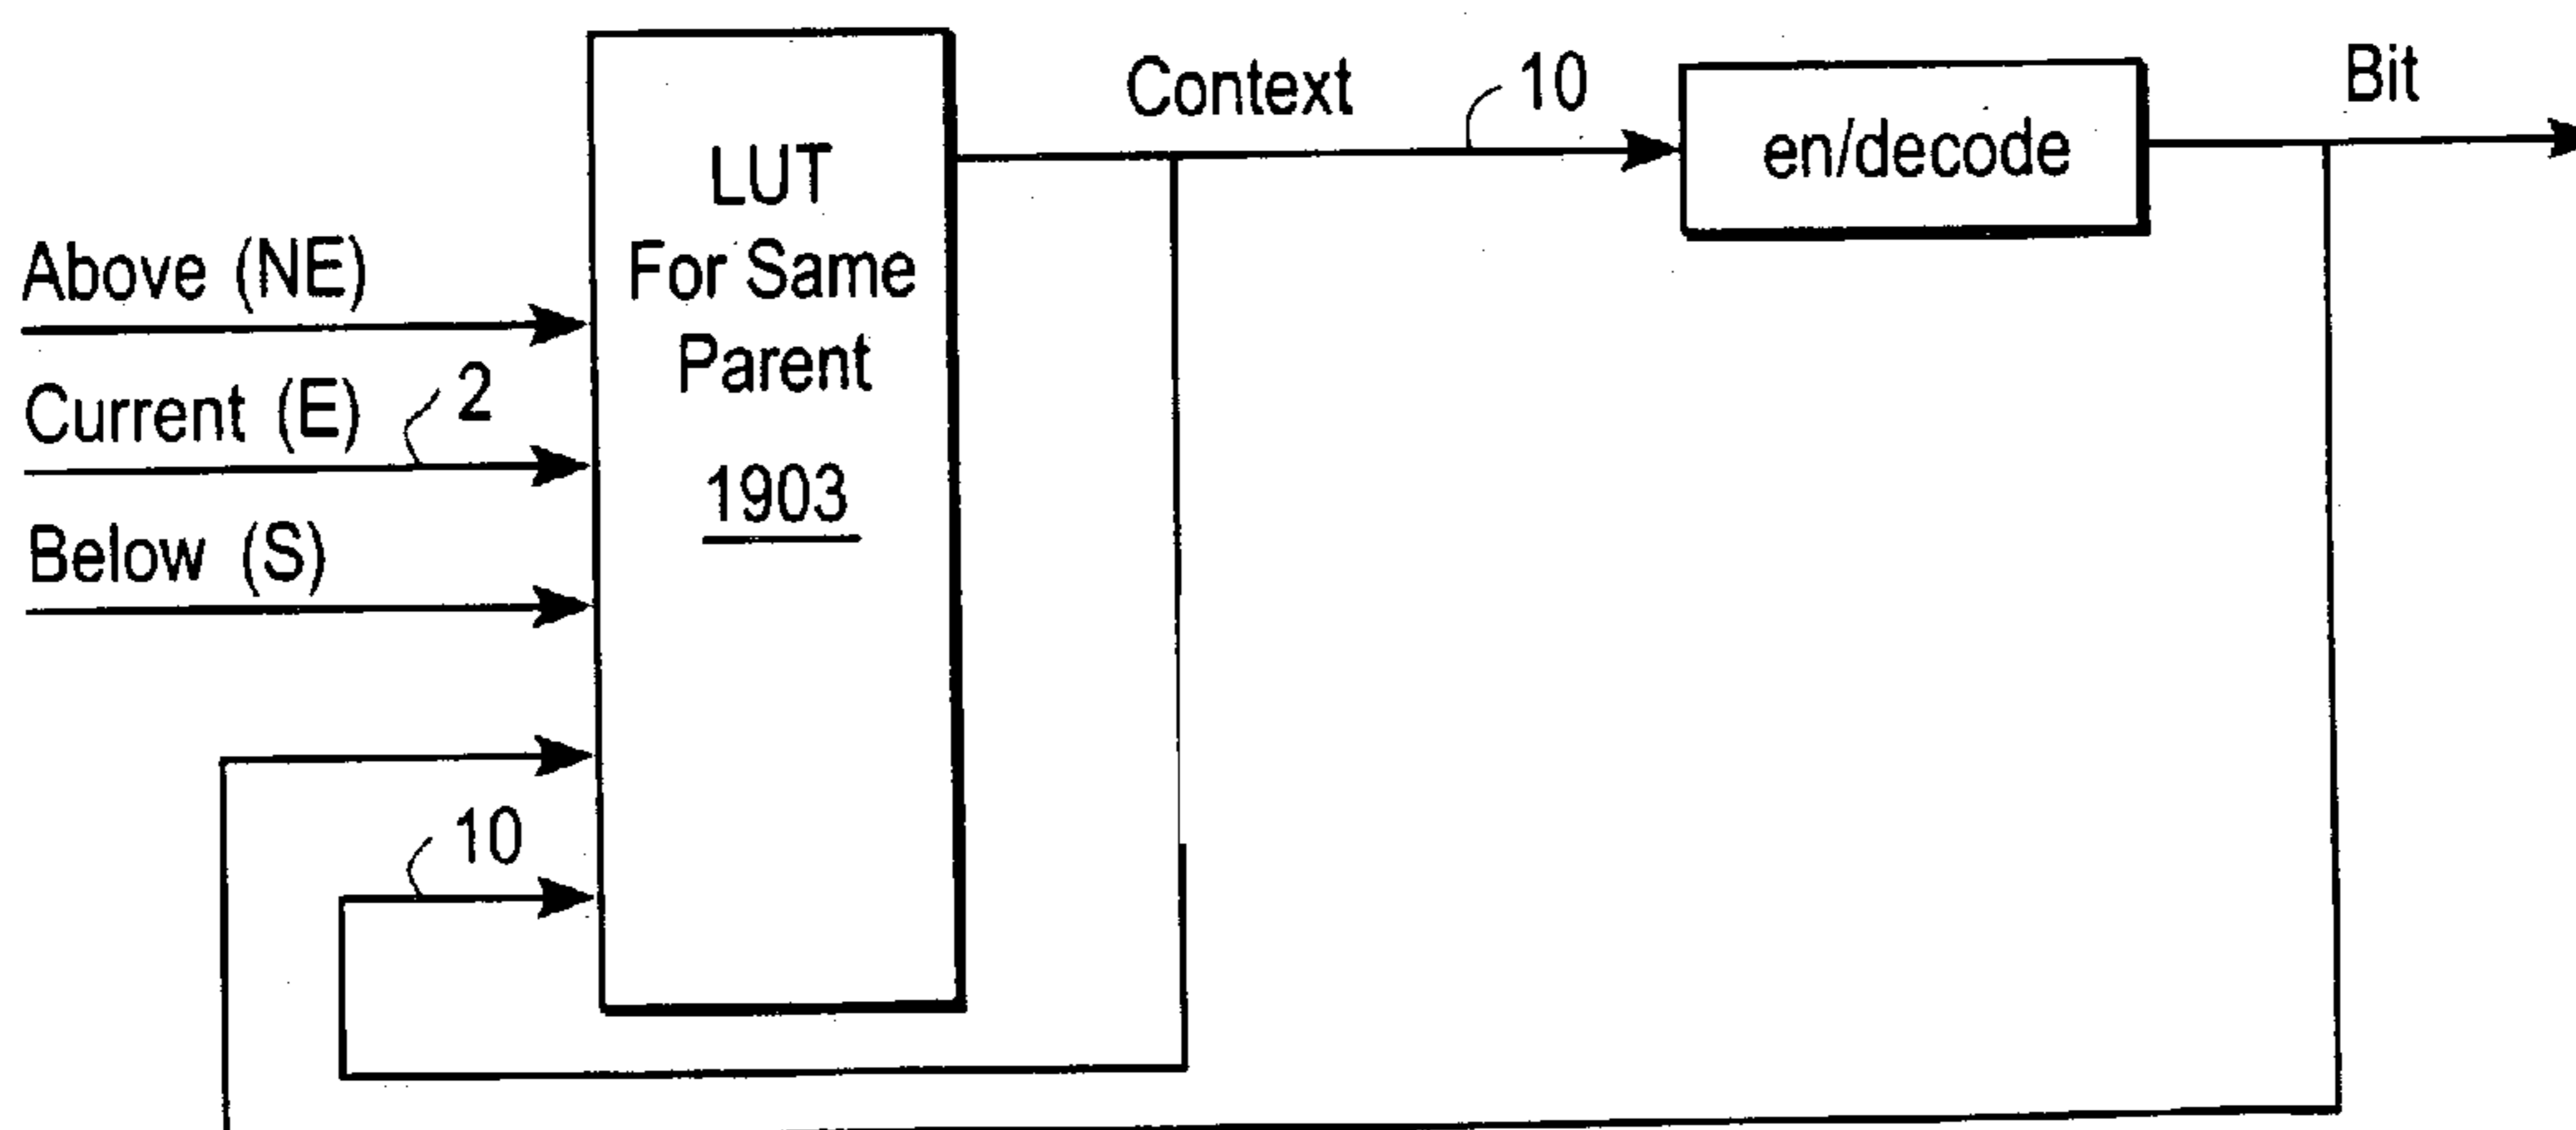 Context
10
Bit
en/decode
LUT
For Same
Parent
1903
Above (NE)
Current (E)
2
Below (S)
10